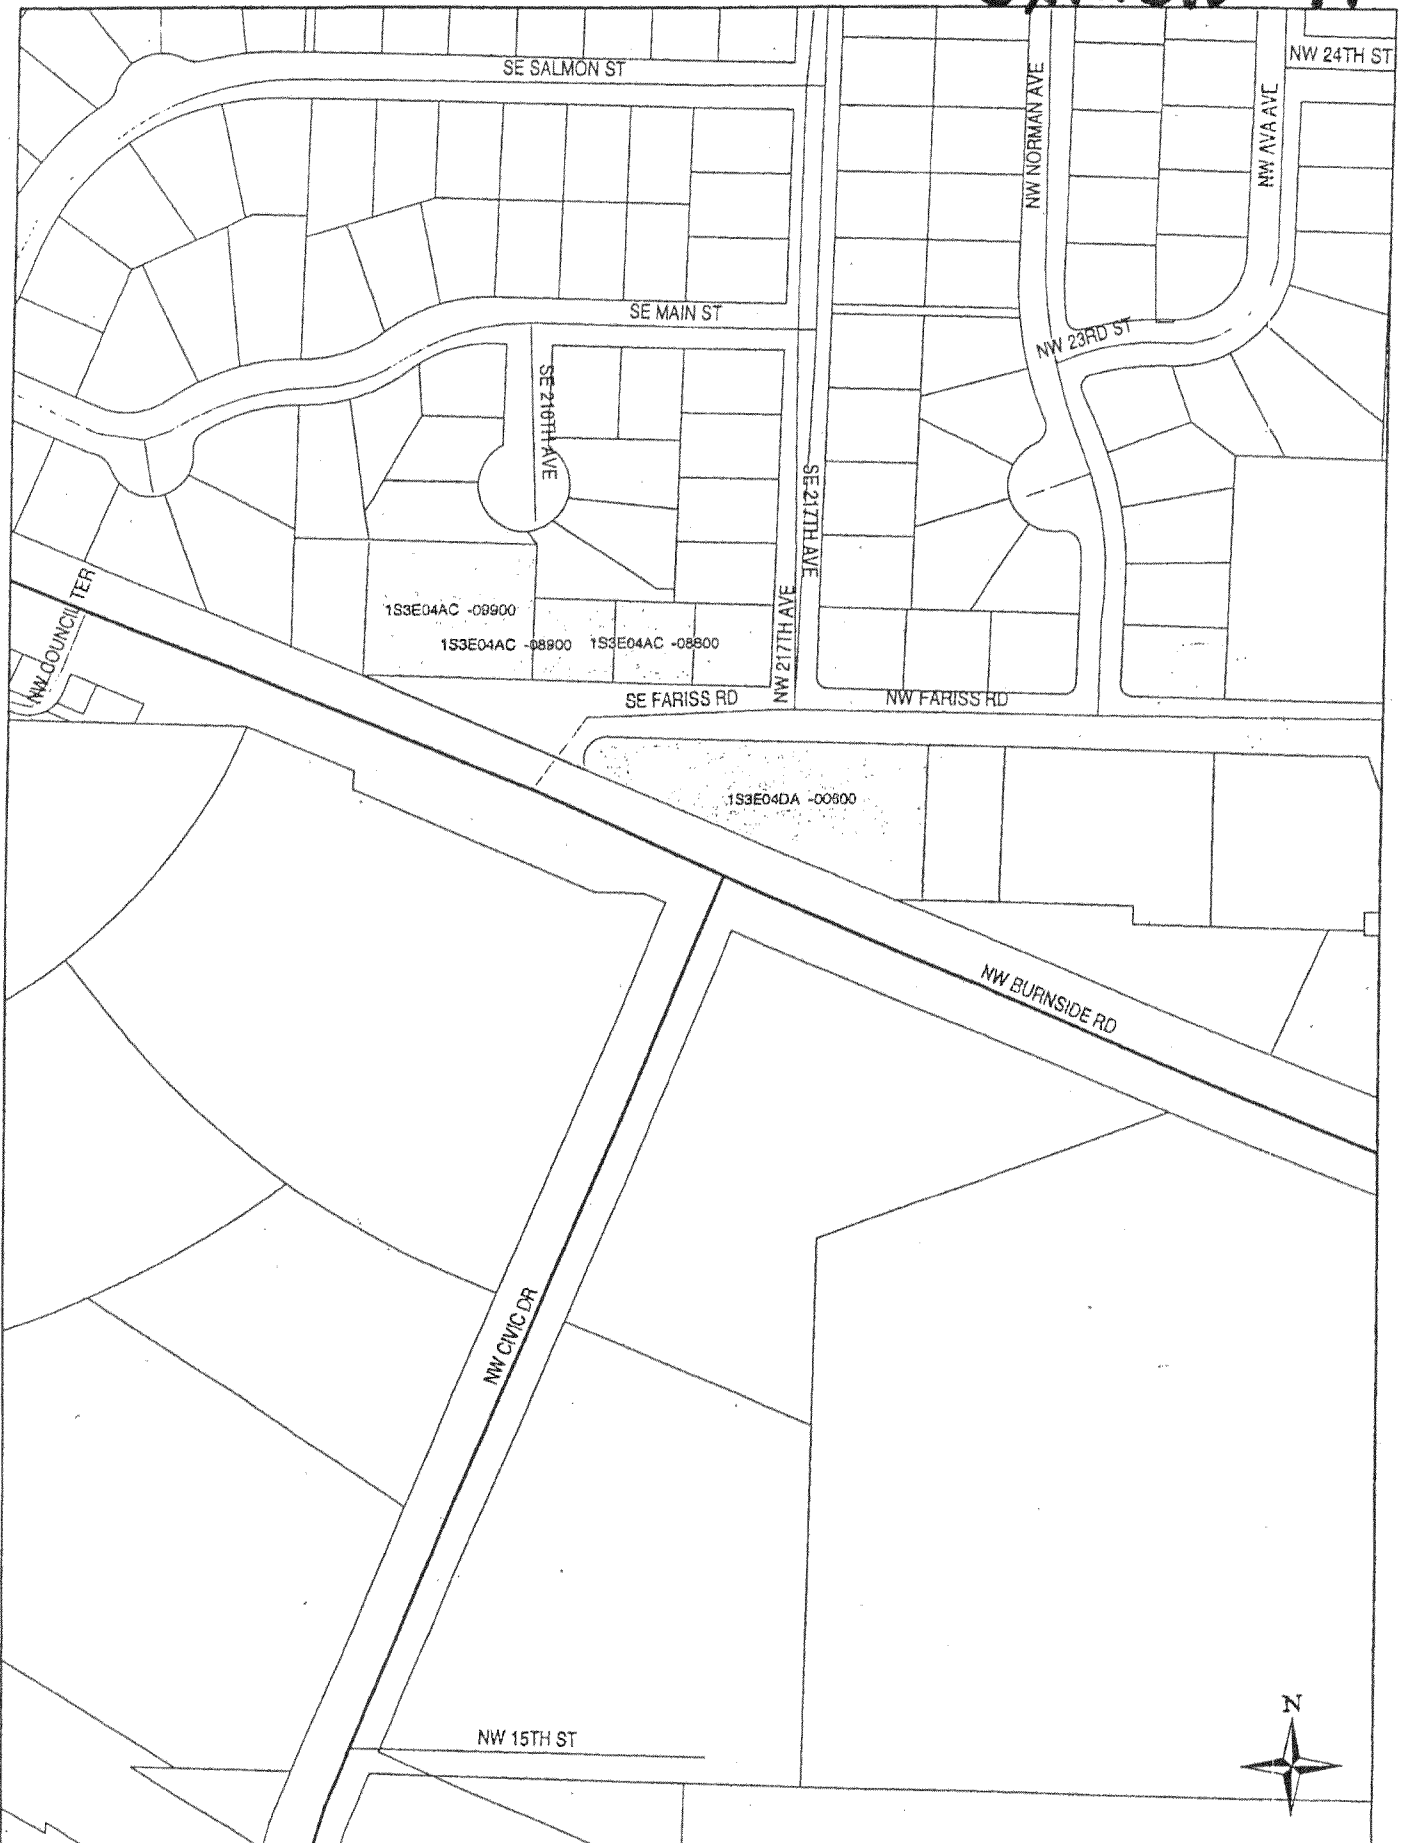 NW 24TH ST
SE SALMON ST
NW NORMAN AVE
NW AVA AVE
SE MAIN ST
NW 23RD ST
SE 216TH AVE
SE 217TH AVE
NW COUNCIL TER
1S3E04AC -09900
1S3E04AC -08900
1S3E04AC -08800
NW 217TH AVE
SE FARISS RD
NW FARISS RD
1S3E04DA -00600
NW BURNSIDE RD
NW CIVIC DR
NW 15TH ST
N